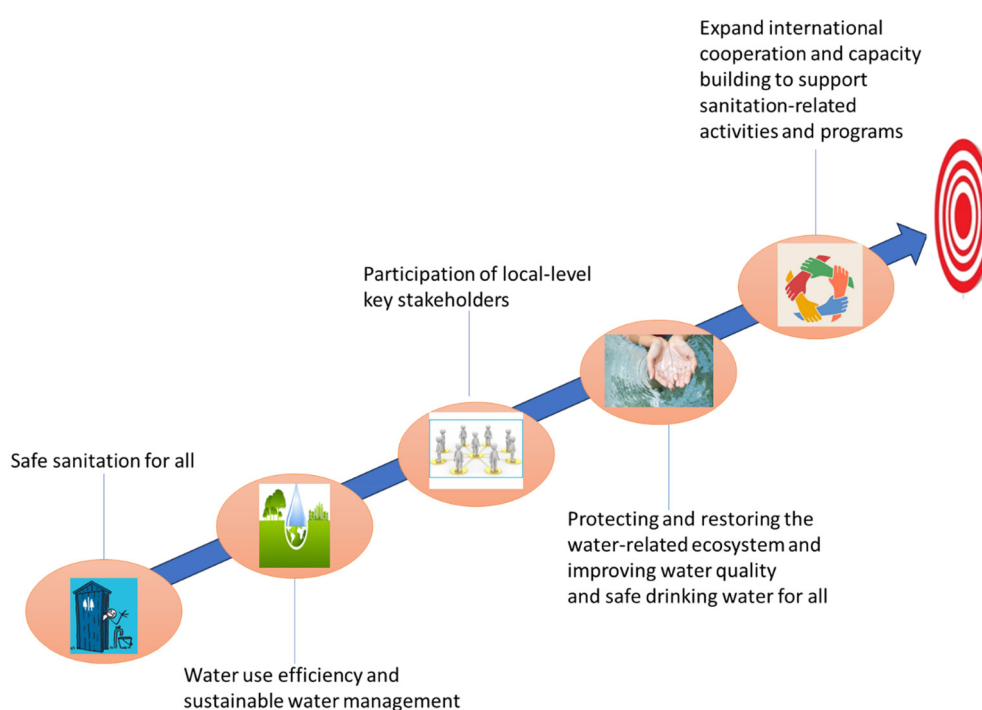 Expand international
cooperation and capacity
building to support
sanitation-related
activities and programs
Participation of local-level
key stakeholders
Safe sanitation for all
Protecting and restoring the
water-related ecosystem and
improving water quality
and safe drinking water for all
Water use efficiency and
sustainable water management